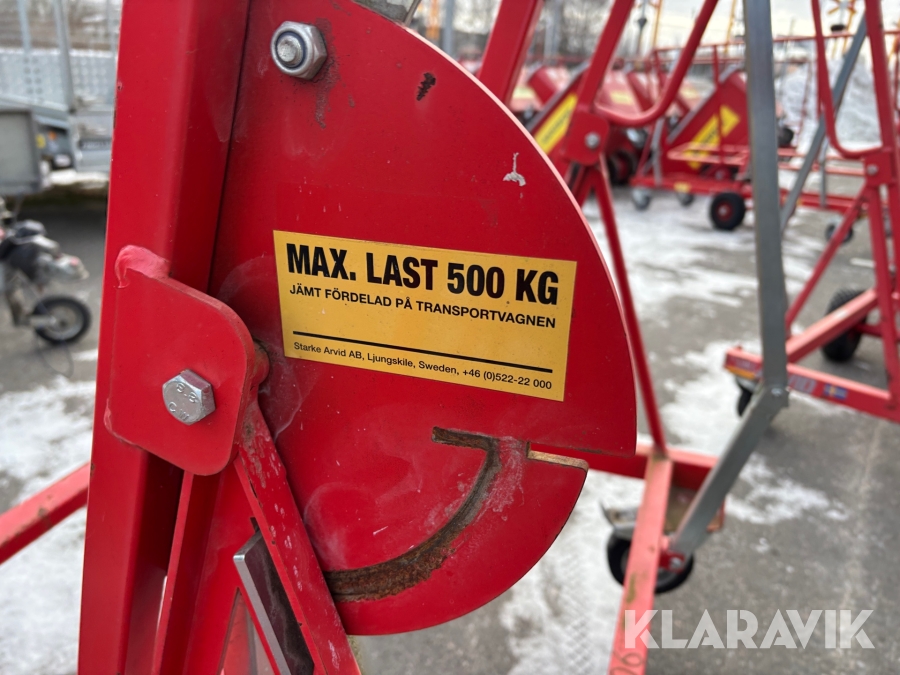 MAX. LAST 500 KG
JÄMT FÖRDELAD PÅ TRANSPORTVAGNEN
Starke Arvid AB, Ljungskile, Sweden, +46 (0)522-22 000
KLARAVIK